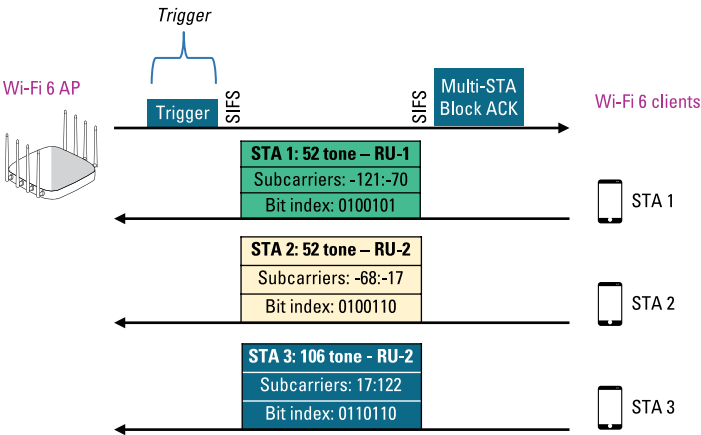 Trigger
Wi-Fi 6 AP
Trigger
SIFS
SIFS
Multi-STA
Block ACK
Wi-Fi 6 clients
STA 1: 52 tone – RU-1
Subcarriers: -121:-70
Bit index: 0100101
STA 1
STA 2: 52 tone – RU-2
Subcarriers: -68:-17
Bit index: 0100110
STA 2
STA 3: 106 tone - RU-2
Subcarriers: 17:122
Bit index: 0110110
STA 3